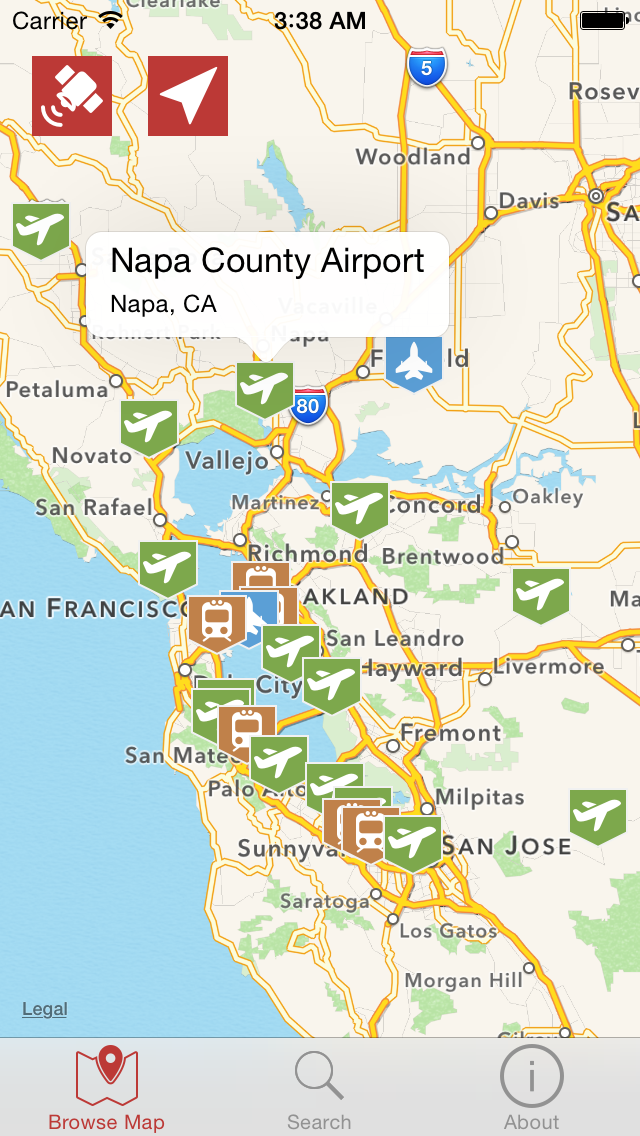 Carrier 3:38 AM
Clearlake
5
Rosev
Woodland
Davis
SA
Napa County Airport
Napa, CA
Vacaville
Rohnert Park
Napa
F ld
Petaluma
80
Novato
Vallejo
San Rafael
Martinez
Concord
Oakley
Richmond
Brentwood
AN FRANCISCO
AKLAND
Ma
San Leandro
Hayward
Livermore
City
Fremont
San Mateo
Palo Alto
Milpitas
Sunnyva
SAN JOSE
Saratoga
Los Gatos
Morgan Hill
Legal
Gilroy
Browse Map
Search
About